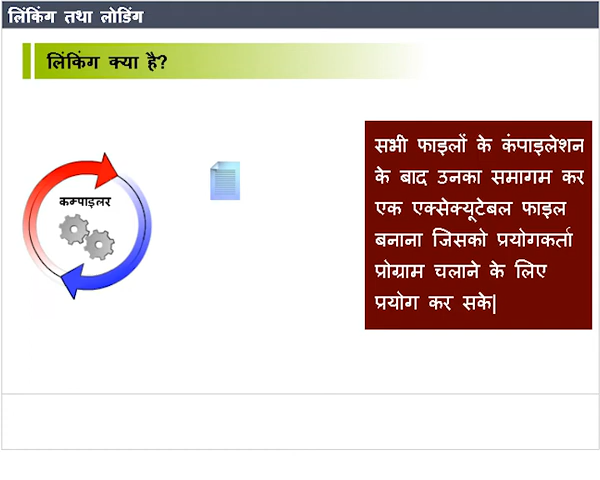 लिंकिंग तथा लोडिंग
लिंकिंग क्या है?
कम्पाइलर
सभी फाइलों के कंपाइलेशन
के बाद उनका समागम कर
एक एक्सेक्यूटेबल फाइल
बनाना जिसको प्रयोगकर्ता
प्रोग्राम चलाने के लिए
प्रयोग कर सके|